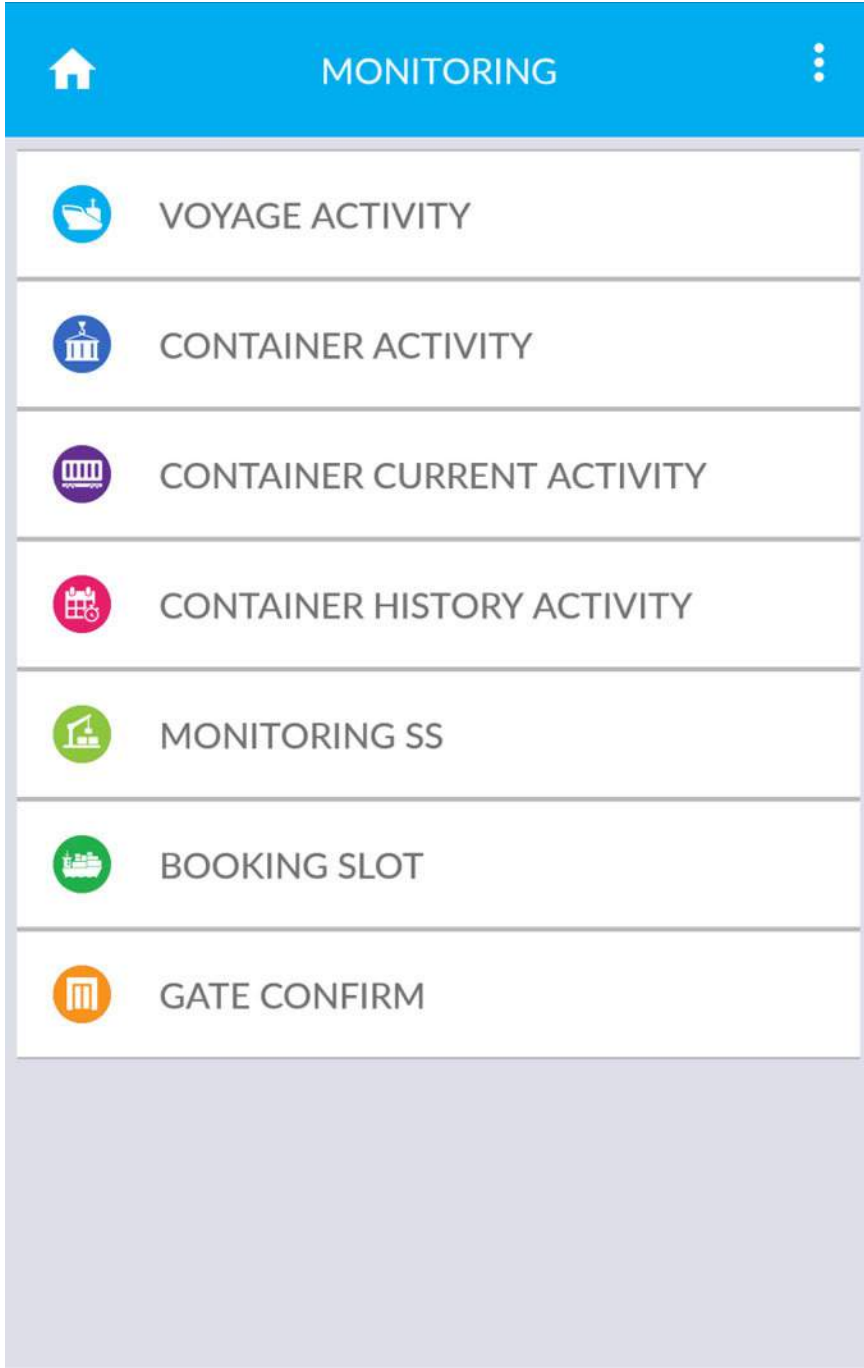 MONITORING
VOYAGE ACTIVITY
CONTAINER ACTIVITY
CONTAINER CURRENT ACTIVITY
CONTAINER HISTORY ACTIVITY
MONITORING SS
BOOKING SLOT
GATE CONFIRM